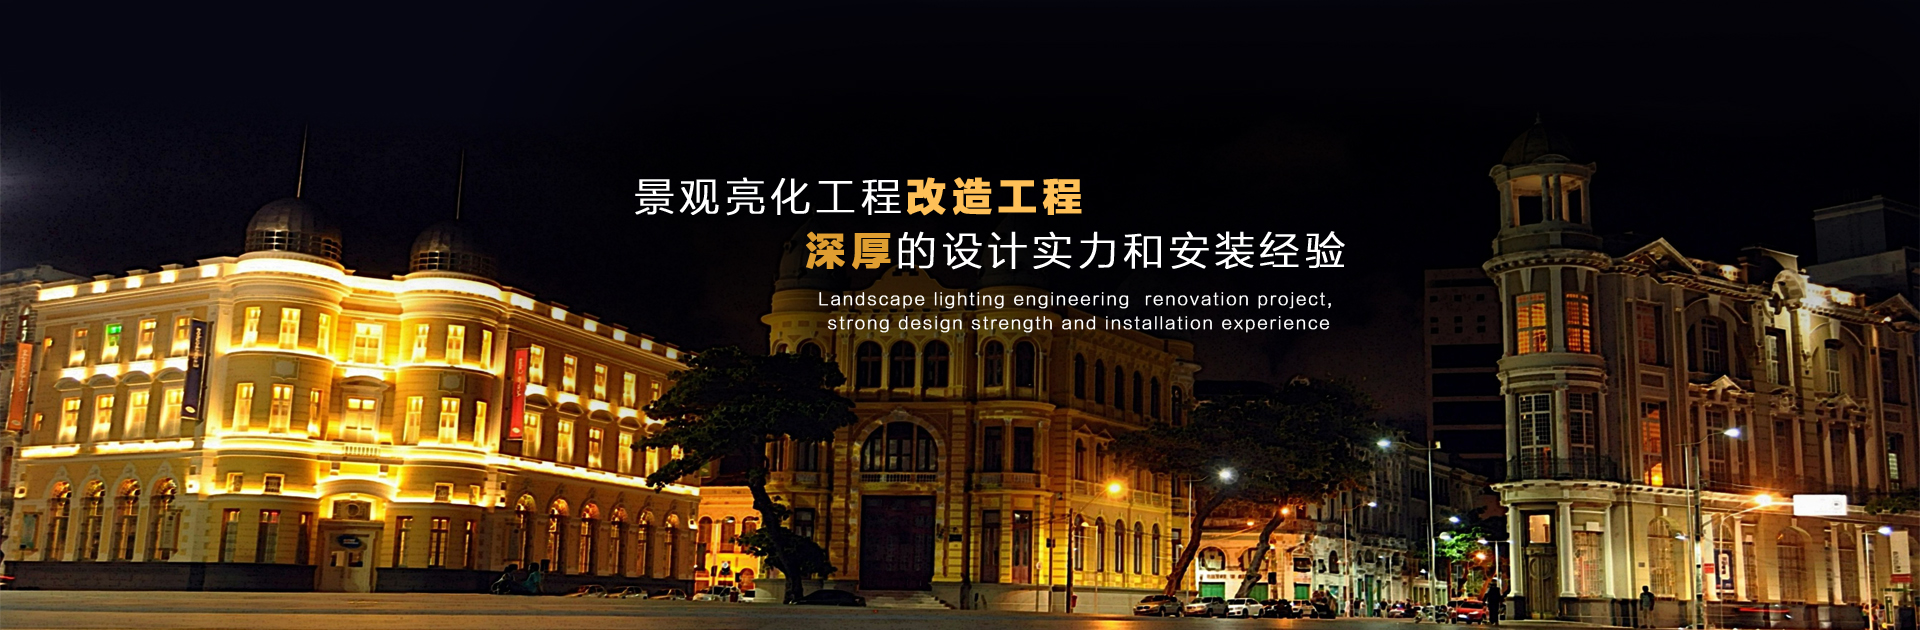 景观亮化工程改造工程
深厚的设计实力和安装经验
Landscape lighting engineering  renovation project,
strong design strength and installation experience